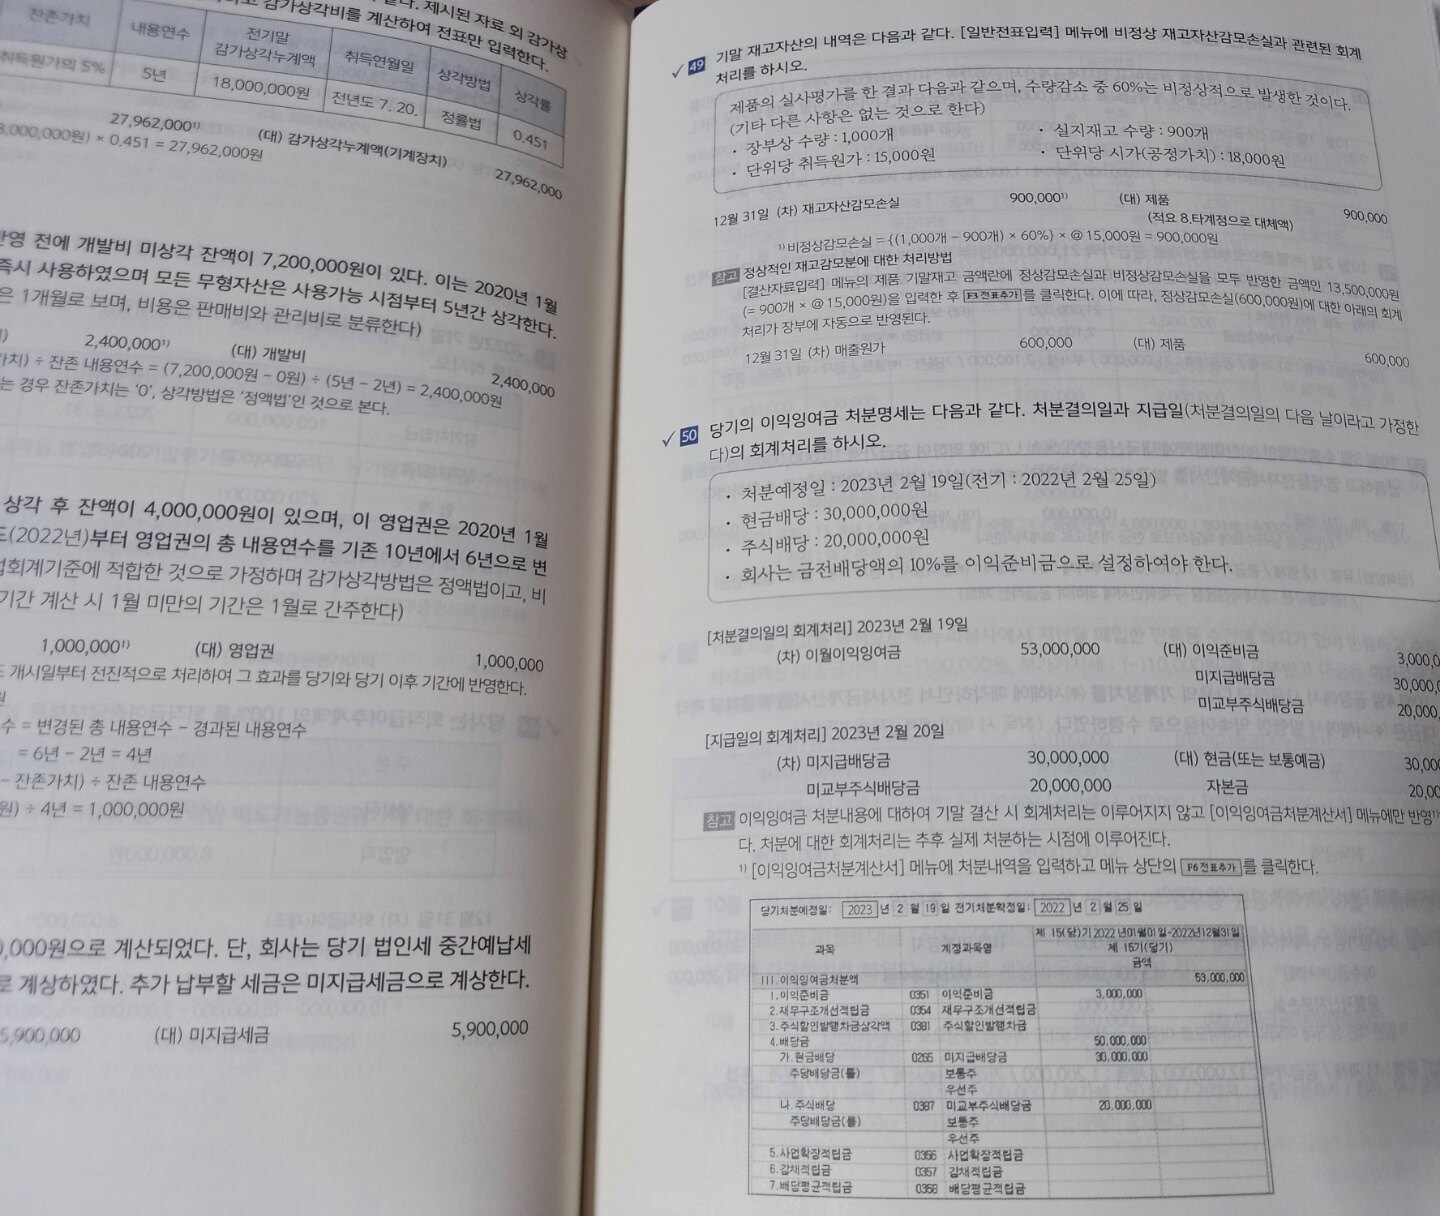 다. 제시된 자료 외 감가상
고 감가상각비를 계산하여 전표만 입력한다.
잔존가치 내용연수 전기말 감가상각누계액 취득연월일 상각방법 상각률
취득원가의 5% 5년 18,000,000원 전년도 7. 20. 정률법 0.451
27,962,000¹⁾ (대) 감가상각누계액(기계장치) 27,962,000
8,000,000원) × 0.451 = 27,962,000원
반영 전에 개발비 미상각 잔액이 7,200,000원이 있다. 이는 2020년 1월
즉시 사용하였으며 모든 무형자산은 사용가능 시점부터 5년간 상각한다.
은 1개월로 보며, 비용은 판매비와 관리비로 분류한다)
2,400,000¹⁾ (대) 개발비 2,400,000
가치) ÷ 잔존 내용연수 = (7,200,000원 – 0원) ÷ (5년 – 2년) = 2,400,000원
는 경우 잔존가치는 ‘0’, 상각방법은 ‘정액법’인 것으로 본다.
상각 후 잔액이 4,000,000원이 있으며, 이 영업권은 2020년 1월
도(2022년)부터 영업권의 총 내용연수를 기존 10년에서 6년으로 변
업회계기준에 적합한 것으로 가정하며 감가상각방법은 정액법이고, 비
기간 계산 시 1월 미만의 기간은 1월로 간주한다)
1,000,000¹⁾ (대) 영업권 1,000,000
도 개시일부터 전진적으로 처리하여 그 효과를 당기와 당기 이후 기간에 반영한다.
원
수 = 변경된 총 내용연수 – 경과된 내용연수
= 6년 – 2년 = 4년
– 잔존가치) ÷ 잔존 내용연수
원) ÷ 4년 = 1,000,000원
0,000원으로 계산되었다. 단, 회사는 당기 법인세 중간예납세
로 계상하였다. 추가 납부할 세금은 미지급세금으로 계상한다.
5,900,000 (대) 미지급세금 5,900,000
✓ 49 기말 재고자산의 내역은 다음과 같다. [일반전표입력] 메뉴에 비정상 재고자산감모손실과 관련된 회계
처리를 하시오.
제품의 실사평가를 한 결과 다음과 같으며, 수량감소 중 60%는 비정상적으로 발생한 것이다.
(기타 다른 사항은 없는 것으로 한다)
· 장부상 수량 : 1,000개 · 실지재고 수량 : 900개
· 단위당 취득원가 : 15,000원 · 단위당 시가(공정가치) : 18,000원
12월 31일 (차) 재고자산감모손실 900,000¹⁾ (대) 제품 900,000
(적요 8.타계정으로 대체액)
¹⁾ 비정상감모손실 = {(1,000개 – 900개) × 60%} × @15,000원 = 900,000원
참고 정상적인 재고감모분에 대한 처리방법
[결산자료입력] 메뉴의 제품 기말재고 금액란에 정상감모손실과 비정상감모손실을 모두 반영한 금액인 13,500,000원
(= 900개 × @15,000원)을 입력한 후 F3 전표추가를 클릭한다. 이에 따라, 정상감모손실(600,000원)에 대한 아래의 회계
처리가 장부에 자동으로 반영된다.
12월 31일 (차) 매출원가 600,000 (대) 제품 600,000
✓ 50 당기의 이익잉여금 처분명세는 다음과 같다. 처분결의일과 지급일(처분결의일의 다음 날이라고 가정한
다)의 회계처리를 하시오.
· 처분예정일 : 2023년 2월 19일(전기 : 2022년 2월 25일)
· 현금배당 : 30,000,000원
· 주식배당 : 20,000,000원
· 회사는 금전배당액의 10%를 이익준비금으로 설정하여야 한다.
[처분결의일의 회계처리] 2023년 2월 19일
(차) 이월이익잉여금 53,000,000 (대) 이익준비금 3,000,0
미지급배당금 30,000,0
미교부주식배당금 20,000,
[지급일의 회계처리] 2023년 2월 20일
(차) 미지급배당금 30,000,000 (대) 현금(또는 보통예금) 30,00
미교부주식배당금 20,000,000 자본금 20,00
참고 이익잉여금 처분내용에 대하여 기말 결산 시 회계처리는 이루어지지 않고 [이익잉여금처분계산서] 메뉴에만 반영¹⁾
다. 처분에 대한 회계처리는 추후 실제 처분하는 시점에 이루어진다.
¹⁾ [이익잉여금처분계산서] 메뉴에 처분내역을 입력하고 메뉴 상단의 F6 전표추가 를 클릭한다.
당기처분예정일: 2023 년 2 월 19 일 전기처분확정일: 2022 년 2 월 25 일
과목 계정과목명 제 15(당)기 2022년01월01일~2022년12월31일
제 15기(당기)
금액
III.이익잉여금처분액 53,000,000
1.이익준비금 0351 이익준비금 3,000,000
2.재무구조개선적립금 0354 재무구조개선적립금
3.주식할인발행차금상각액 0381 주식할인발행차금
4.배당금 50,000,000
가.현금배당 0265 미지급배당금 30,000,000
주당배당금(률) 보통주
우선주
나.주식배당 0387 미교부주식배당금 20,000,000
주당배당금(률) 보통주
우선주
5.사업확장적립금 0356 사업확장적립금
6.감채적립금 0357 감채적립금
7.배당평균적립금 0358 배당평균적립금